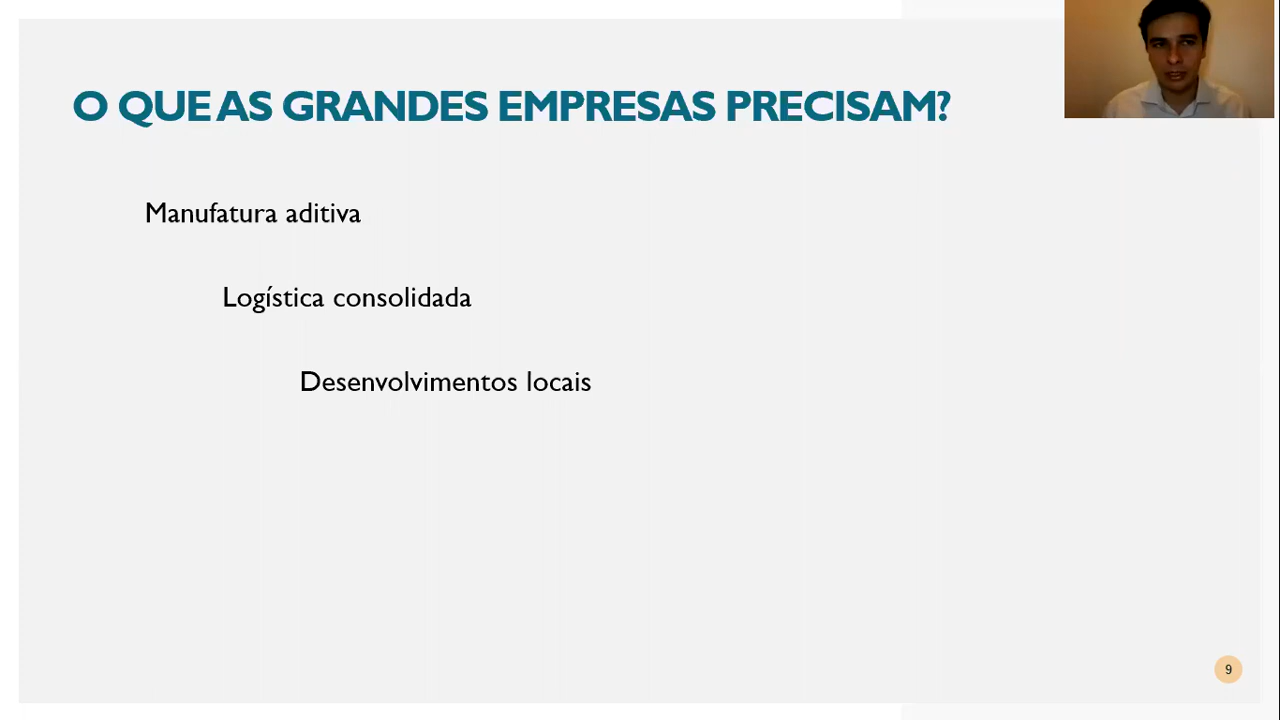 O QUE AS GRANDES EMPRESAS PRECISAM?
Manufatura aditiva
Logística consolidada
Desenvolvimentos locais
9